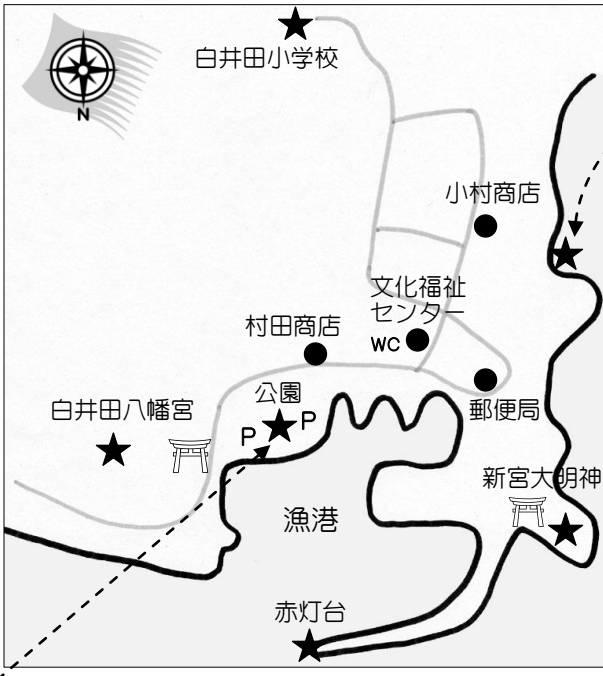 白井田小学校
N
小村商店
文化福祉
センター
WC
村田商店
白井田八幡宮
公園
P
P
郵便局
新宮大明神
漁港
赤灯台